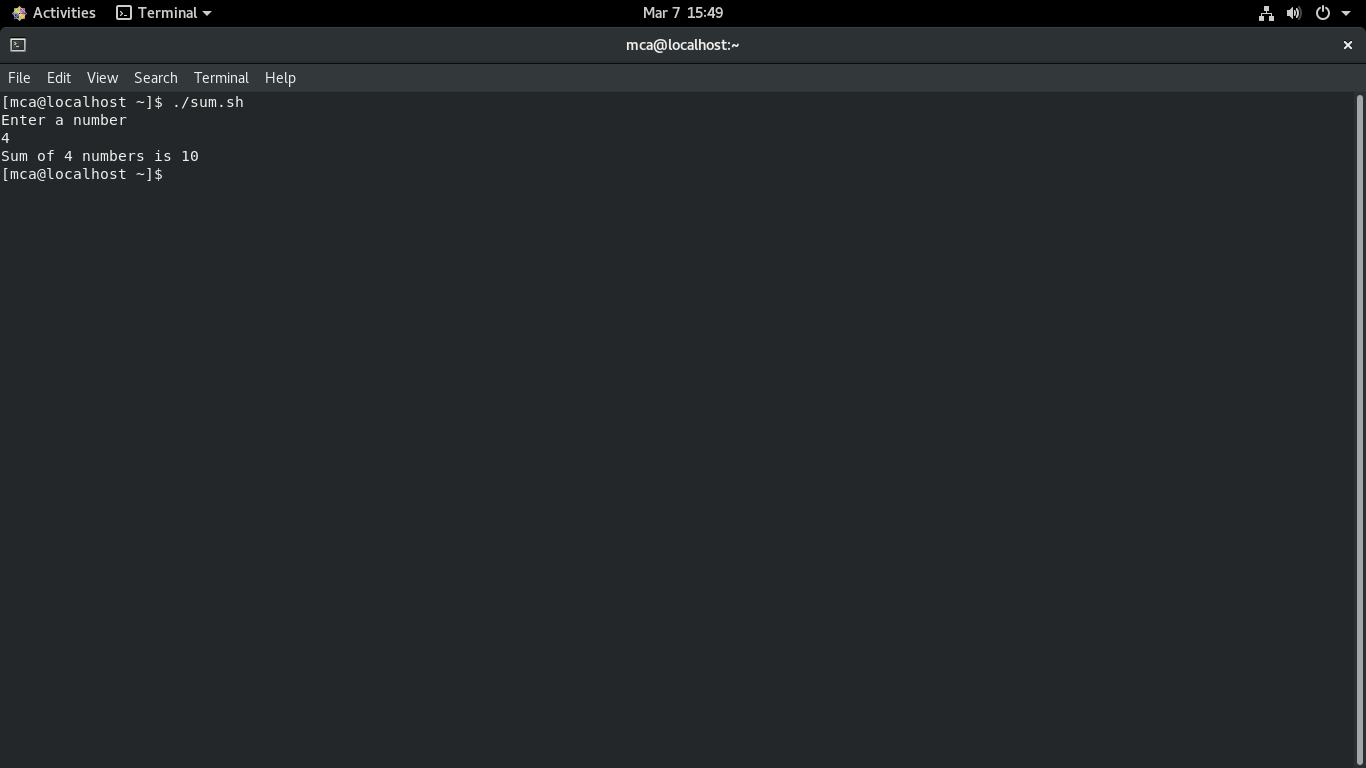 Activities Terminal Mar 7 15:49
mca@localhost:~
File Edit View Search Terminal Help
[mca@localhost ~]$ ./sum.sh
Enter a number
4
Sum of 4 numbers is 10
[mca@localhost ~]$